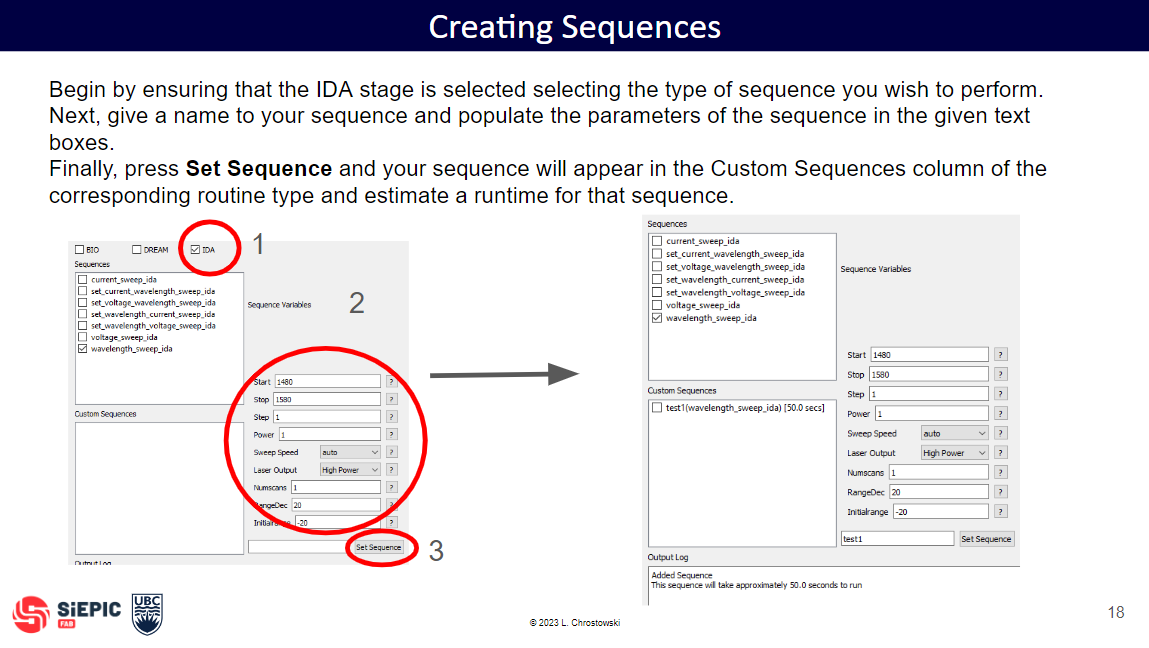 Creating Sequences
Begin by ensuring that the IDA stage is selected selecting the type of sequence you wish to perform.
Next, give a name to your sequence and populate the parameters of the sequence in the given text
boxes.
Finally, press Set Sequence and your sequence will appear in the Custom Sequences column of the
corresponding routine type and estimate a runtime for that sequence.
BIO DREAM IDA 1
Sequences
current_sweep_ida
set_current_wavelength_sweep_ida
set_voltage_wavelength_sweep_ida
set_wavelength_current_sweep_ida
set_wavelength_voltage_sweep_ida
voltage_sweep_ida
wavelength_sweep_ida
Sequence Variables 2
Start 1480 ?
Stop 1580 ?
Step 1 ?
Power 1 ?
Sweep Speed auto ?
Laser Output High Power ?
Numscans 1 ?
RangeDec 20 ?
Initialrange -20 ?
Custom Sequences
Set Sequence 3
Output Log
Sequences
current_sweep_ida
set_current_wavelength_sweep_ida
set_voltage_wavelength_sweep_ida
set_wavelength_current_sweep_ida
set_wavelength_voltage_sweep_ida
voltage_sweep_ida
wavelength_sweep_ida
Sequence Variables
Start 1480 ?
Stop 1580 ?
Step 1 ?
Power 1 ?
Sweep Speed auto ?
Laser Output High Power ?
Numscans 1 ?
RangeDec 20 ?
Initialrange -20 ?
Custom Sequences
test1(wavelength_sweep_ida) [50.0 secs]
test1 Set Sequence
Output Log
Added Sequence
This sequence will take approximately 50.0 seconds to run
SiEPIC
FAB
UBC
© 2023 L. Chrostowski
18